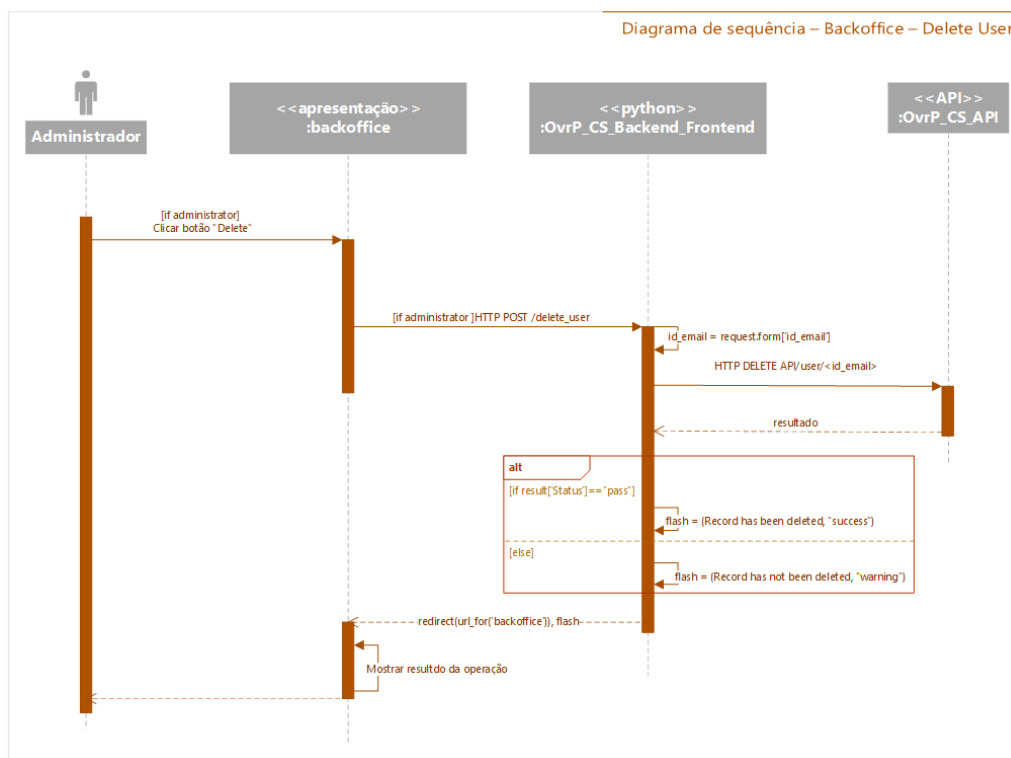 Diagrama de sequência – Backoffice – Delete User
Administrador
<<apresentação>>
:backoffice
<<python>>
:OvrP_CS_Backend_Frontend
<<API>>
:OvrP_CS_API
[if administrator]
Clicar botão "Delete"
[if administrator ]HTTP POST /delete_user
id_email = request.form['id_email']
HTTP DELETE API/user/<id_email>
resultado
alt
[if result['Status']=="pass"]
flash = (Record has been deleted, "success")
[else]
flash = (Record has not been deleted, "warning")
redirect(url_for('backoffice')), flash
Mostrar resultdo da operação